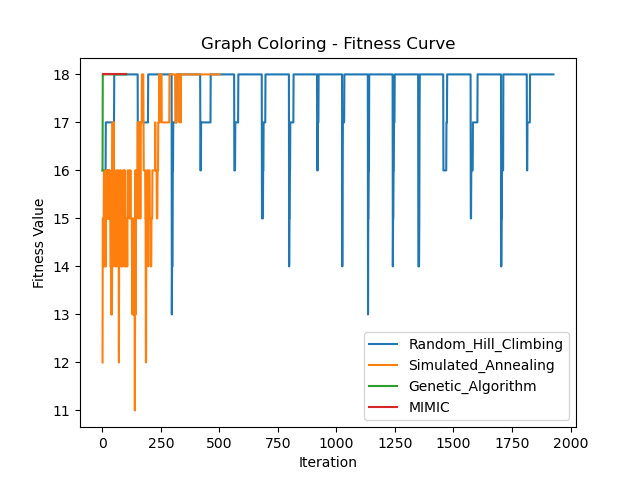 Graph Coloring - Fitness Curve
18
17
16
15
14
13
12
11
Fitness Value
0
250
500
750
1000
1250
1500
1750
2000
Iteration
Random_Hill_Climbing
Simulated_Annealing
Genetic_Algorithm
MIMIC